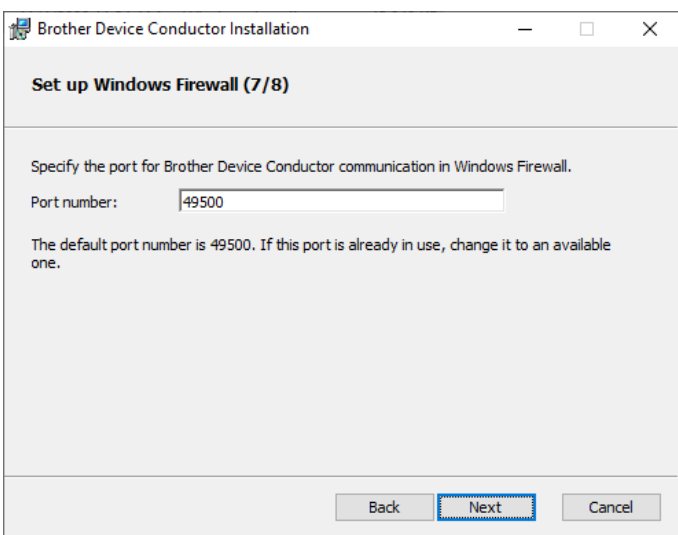 Brother Device Conductor Installation
Set up Windows Firewall (7/8)
Specify the port for Brother Device Conductor communication in Windows Firewall.
Port number: 49500
The default port number is 49500. If this port is already in use, change it to an available
one.
Back Next Cancel